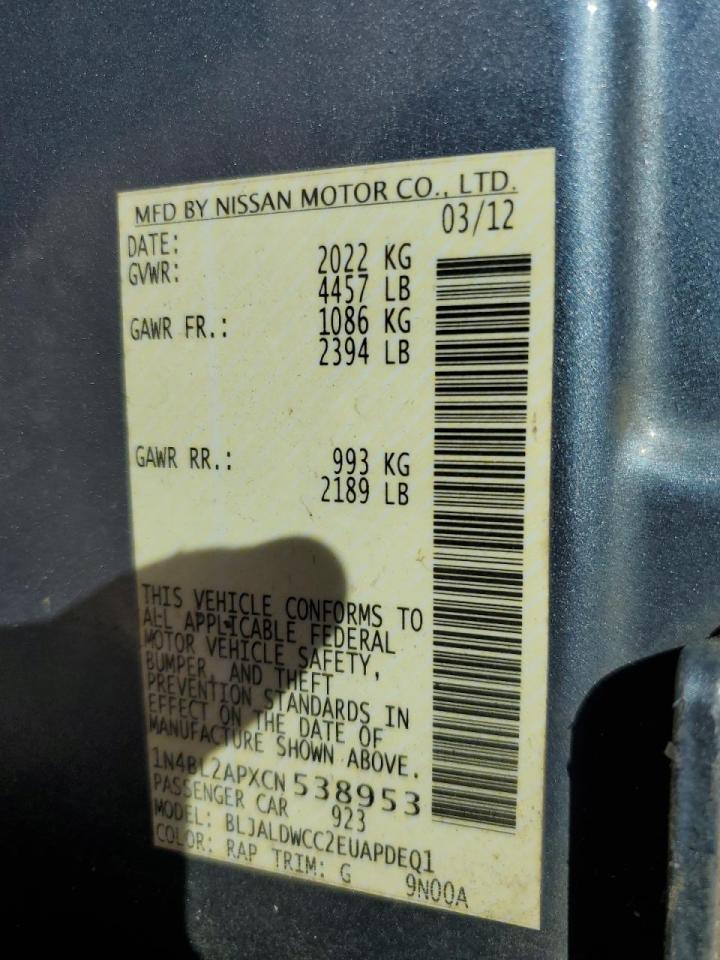 MFD BY NISSAN MOTOR CO., LTD.
DATE: 03/12
GVWR: 2022 KG
4457 LB
GAWR FR.: 1086 KG
2394 LB
GAWR RR.: 993 KG
2189 LB
THIS VEHICLE CONFORMS TO
ALL APPLICABLE FEDERAL
MOTOR VEHICLE SAFETY,
BUMPER, AND THEFT
PREVENTION STANDARDS IN
EFFECT ON THE DATE OF
MANUFACTURE SHOWN ABOVE.
1N4BL2APXCN538953
PASSENGER CAR 923
MODEL: BLJALDWCC2EUAPDEQ1
COLOR: RAP TRIM: G 9N00A